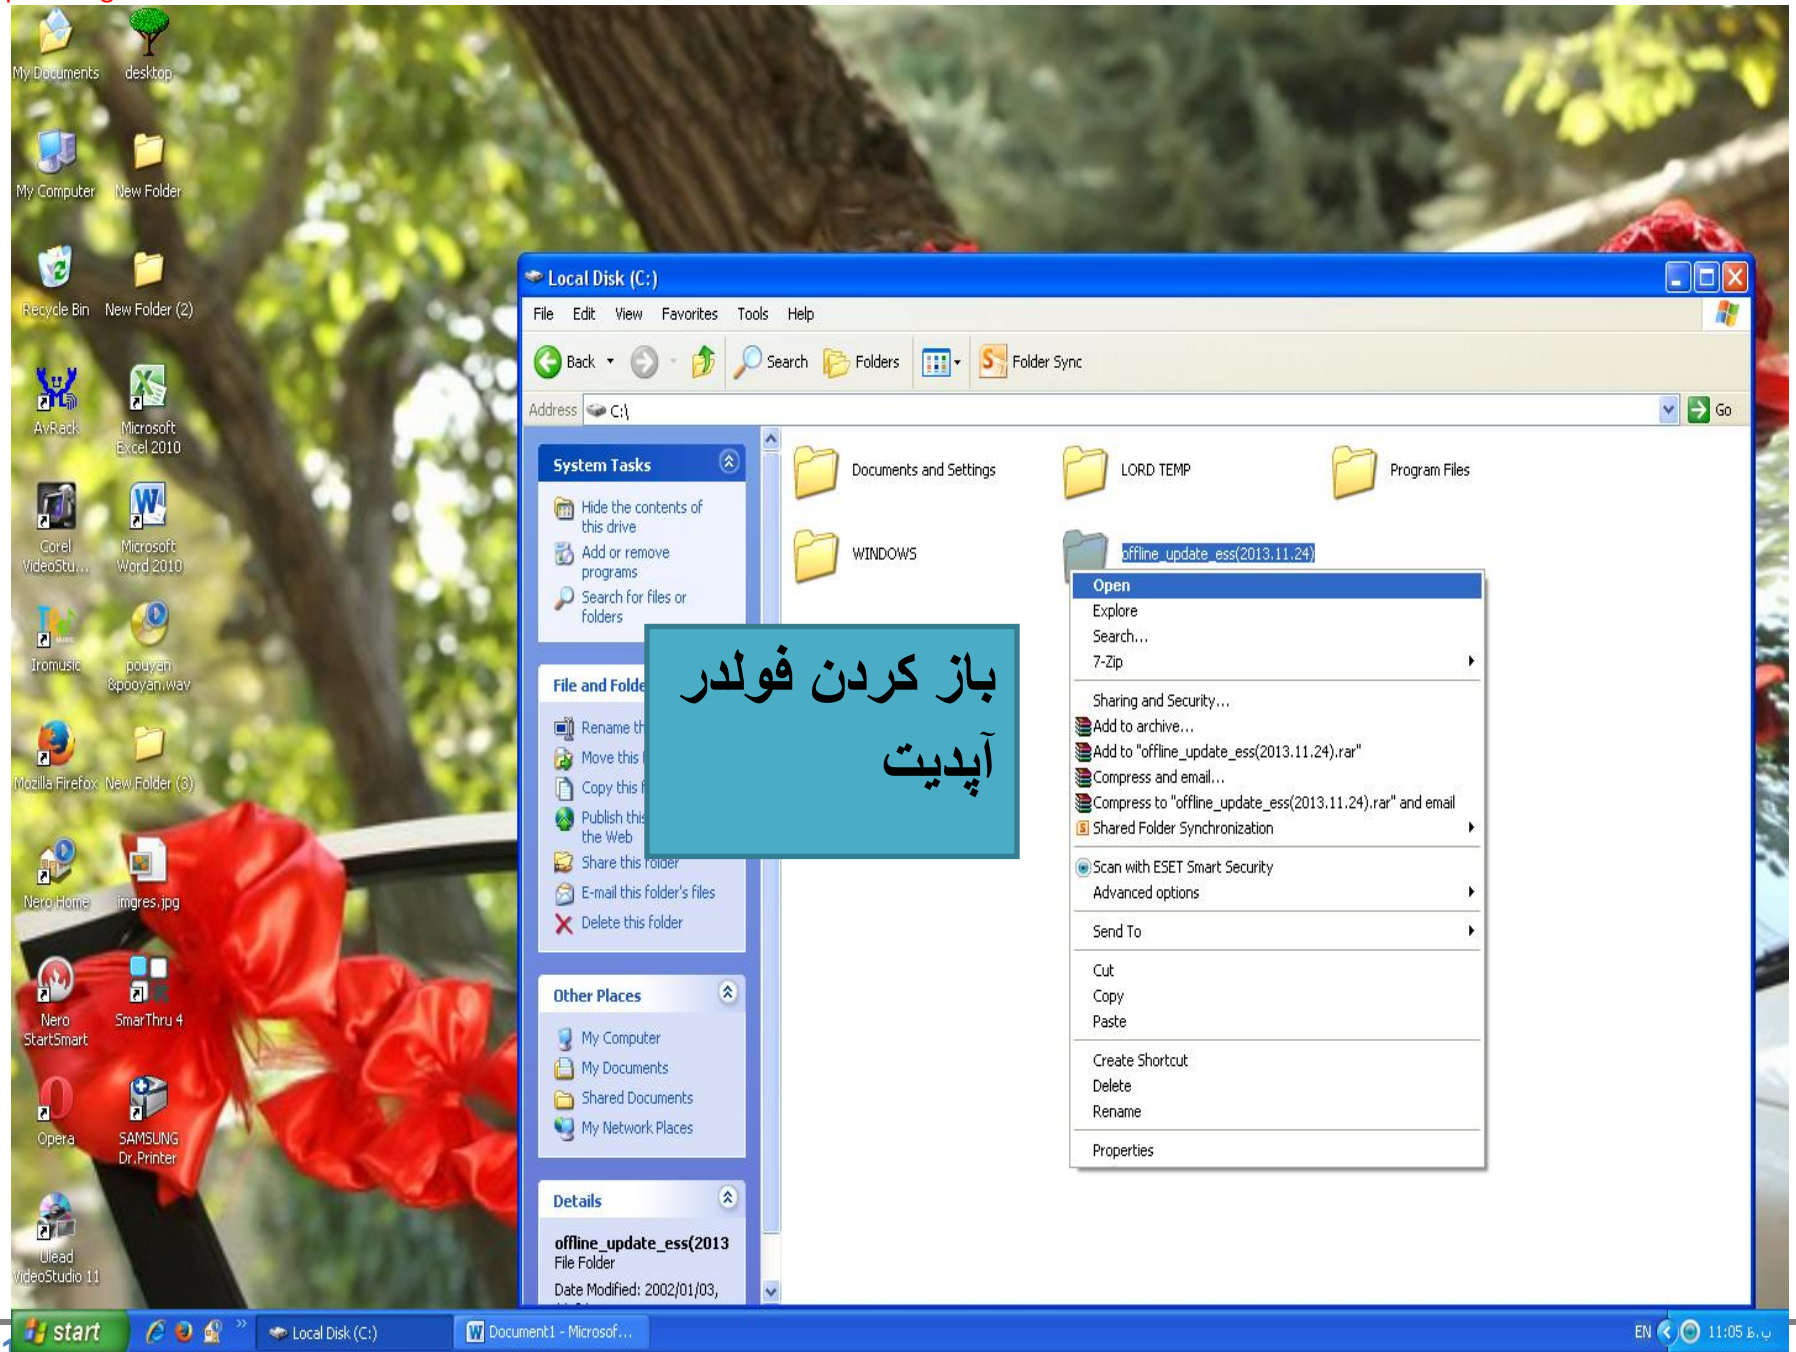 My Documents
desktop
My Computer
New Folder
Recycle Bin
New Folder (2)
AvRack
Microsoft
Excel 2010
Corel
VideoStu...
Microsoft
Word 2010
Iromusic
pouyan
&pooyan.wav
Mozilla Firefox
New Folder (3)
Nero Home
imgres.jpg
Nero
StartSmart
SmarThru 4
Opera
SAMSUNG
Dr.Printer
Ulead
VideoStudio 11
Local Disk (C:)
File Edit View Favorites Tools Help
Back Search Folders Folder Sync
Address C:\ Go
System Tasks
Hide the contents of
this drive
Add or remove
programs
Search for files or
folders
File and Folde
Rename th
Move this
Copy this f
Publish this
the Web
Share this folder
E-mail this folder's files
Delete this folder
Other Places
My Computer
My Documents
Shared Documents
My Network Places
Details
offline_update_ess(2013
File Folder
Date Modified: 2002/01/03,
Documents and Settings
LORD TEMP
Program Files
WINDOWS
offline_update_ess(2013.11.24)
باز کردن فولدر
آپدیت
Open
Explore
Search...
7-Zip
Sharing and Security...
Add to archive...
Add to "offline_update_ess(2013.11.24).rar"
Compress and email...
Compress to "offline_update_ess(2013.11.24).rar" and email
Shared Folder Synchronization
Scan with ESET Smart Security
Advanced options
Send To
Cut
Copy
Paste
Create Shortcut
Delete
Rename
Properties
start
Local Disk (C:)
Document1 - Microsof...
EN
11:05 ب.ظ